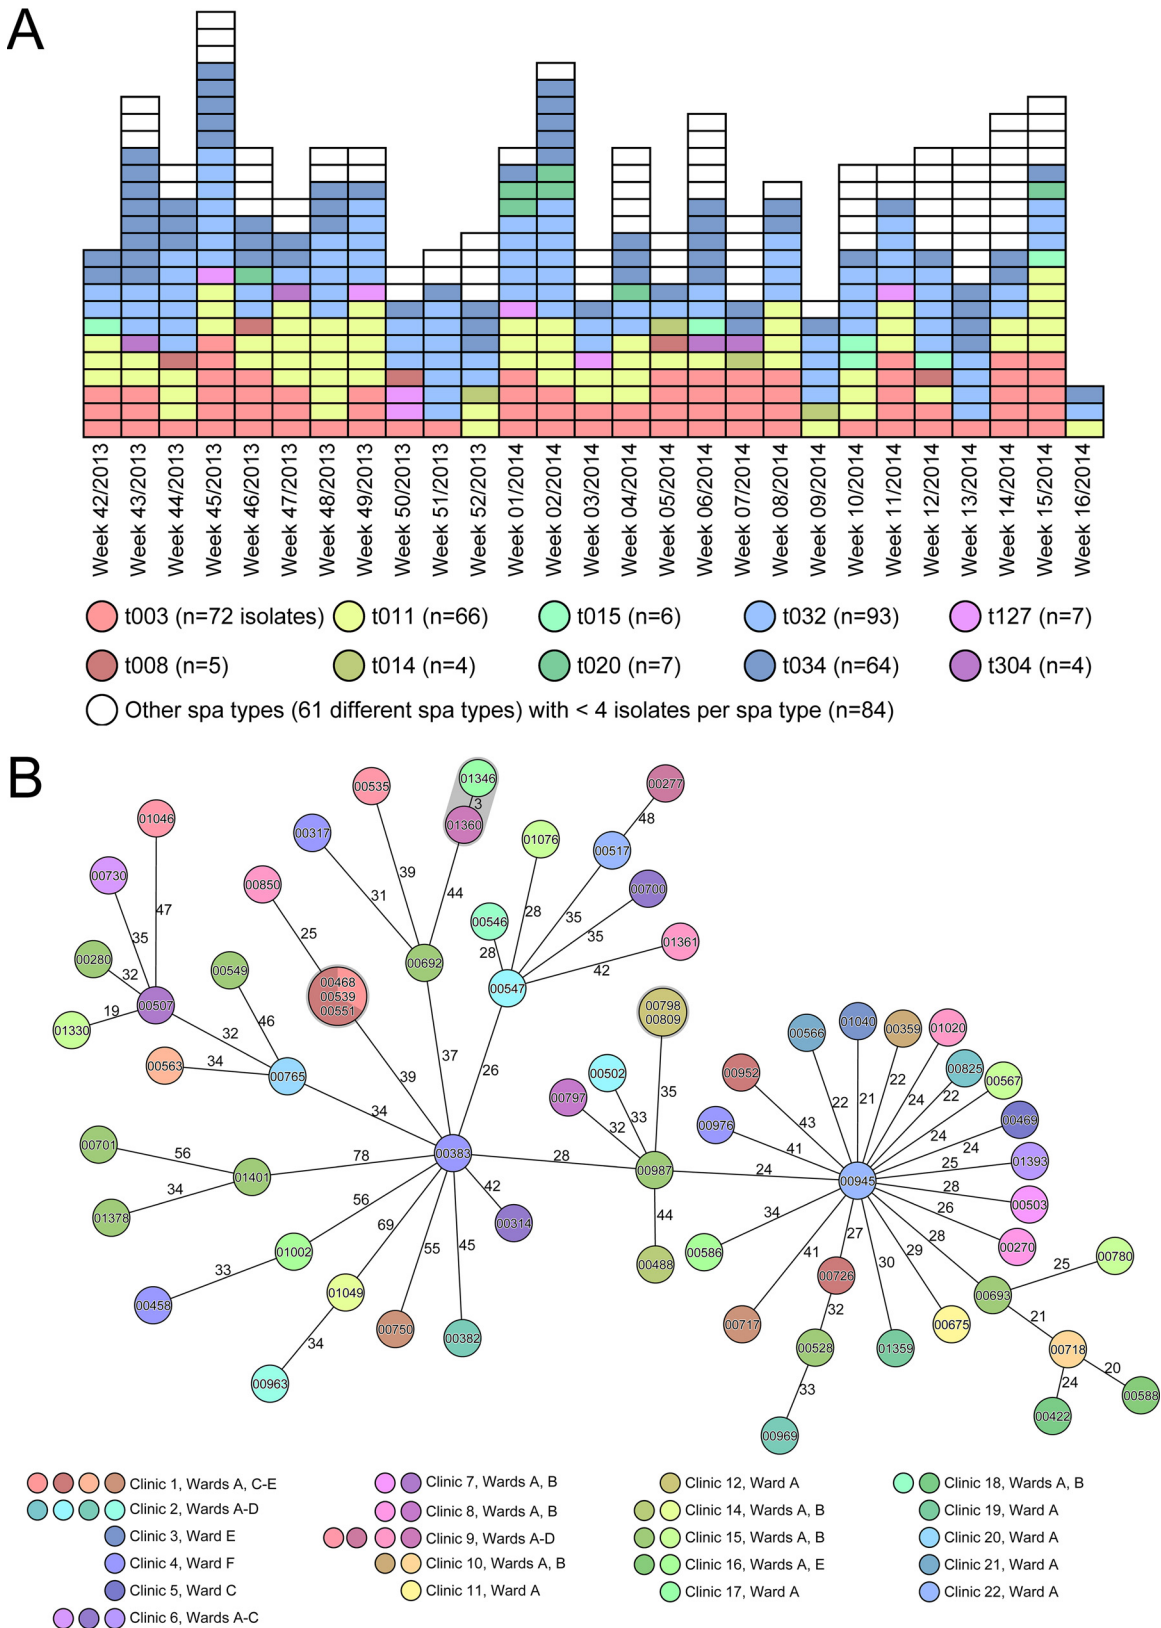 A
Week 42/2013
Week 43/2013
Week 44/2013
Week 45/2013
Week 46/2013
Week 47/2013
Week 48/2013
Week 49/2013
Week 50/2013
Week 51/2013
Week 52/2013
Week 01/2014
Week 02/2014
Week 03/2014
Week 04/2014
Week 05/2014
Week 06/2014
Week 07/2014
Week 08/2014
Week 09/2014
Week 10/2014
Week 11/2014
Week 12/2014
Week 13/2014
Week 14/2014
Week 15/2014
Week 16/2014
t003 (n=72 isolates) t011 (n=66) t015 (n=6) t032 (n=93) t127 (n=7)
t008 (n=5) t014 (n=4) t020 (n=7) t034 (n=64) t304 (n=4)
Other spa types (61 different spa types) with < 4 isolates per spa type (n=84)
B
01346
3
01360
00535
00277
01046
00317
48
01076
00517
39
00730
00850
31
44
00700
47
28
35
00546
35
25
35
01361
28
00280
32
00549
00692
42
00468
00539
00551
00547
19
00507
01330
46
32
00798
00809
00566
01040
00359
01020
37
26
34
00563
00765
39
00502
35
00952
00825
00567
22
00797
22
21
24
22
34
33
32
43
00469
00976
24
24
00701
56
78
00383
28
00987
24
41
25
01393
01401
00945
34
42
28
00503
01378
56
00314
44
34
26
69
27
28
00270
01002
55
45
00586
41
29
00780
33
00488
30
25
00726
01049
00693
00458
32
21
00717
00675
00750
00382
34
00528
01359
00718
20
00963
33
24
00588
00422
00969
Clinic 1, Wards A, C-E
Clinic 2, Wards A-D
Clinic 3, Ward E
Clinic 4, Ward F
Clinic 5, Ward C
Clinic 6, Wards A-C
Clinic 7, Wards A, B
Clinic 8, Wards A, B
Clinic 9, Wards A-D
Clinic 10, Wards A, B
Clinic 11, Ward A
Clinic 12, Ward A
Clinic 14, Wards A, B
Clinic 15, Wards A, B
Clinic 16, Wards A, E
Clinic 17, Ward A
Clinic 18, Wards A, B
Clinic 19, Ward A
Clinic 20, Ward A
Clinic 21, Ward A
Clinic 22, Ward A